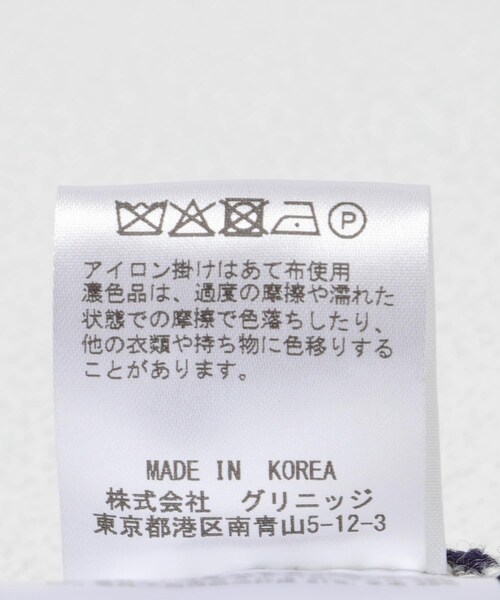 P
アイロン掛けはあて布使用
濃色品は、過度の摩擦や濡れた
状態での摩擦で色落ちしたり、
他の衣類や持ち物に色移りする
ことがあります。
MADE IN KOREA
株式会社 グリニッジ
東京都港区南青山5-12-3